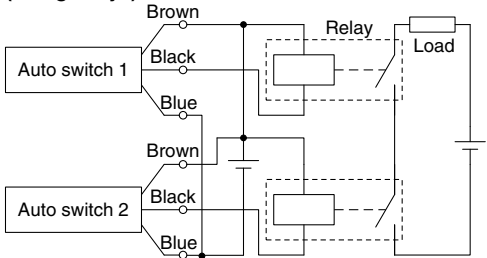 Brown
Relay
Load
Auto switch 1
Black
Blue
Brown
Auto switch 2
Black
Blue